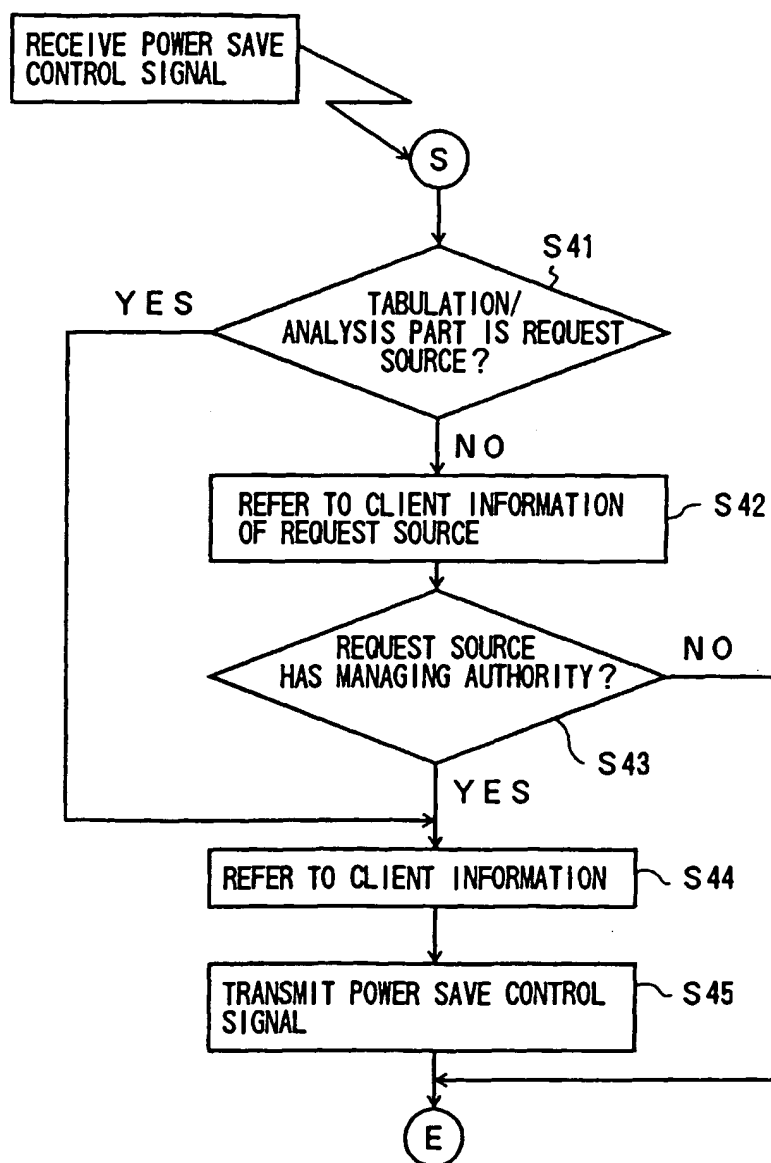 RECEIVE POWER SAVE
CONTROL SIGNAL
S
S41
YES
TABULATION/
ANALYSIS PART IS REQUEST
SOURCE?
NO
REFER TO CLIENT INFORMATION
OF REQUEST SOURCE
S42
REQUEST SOURCE
HAS MANAGING AUTHORITY?
NO
S43
YES
REFER TO CLIENT INFORMATION
S44
TRANSMIT POWER SAVE CONTROL
SIGNAL
S45
E